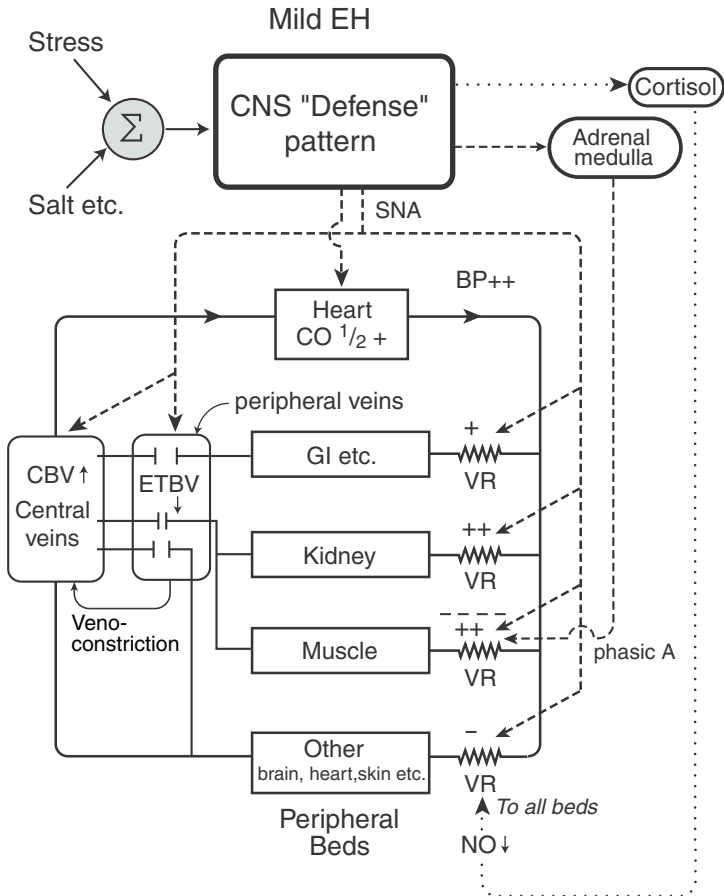 Mild EH
Stress
Σ
Salt etc.
CNS "Defense"
pattern
Cortisol
Adrenal
medulla
SNA
BP++
Heart
CO 1/2 +
peripheral veins
CBV ↑
Central
veins
ETBV
↓
GI etc.
+
VR
Kidney
++
VR
Veno-
constriction
Muscle
– – – – –
++
VR
phasic A
Other
brain, heart,skin etc.
–
VR
Peripheral
Beds
To all beds
NO ↓